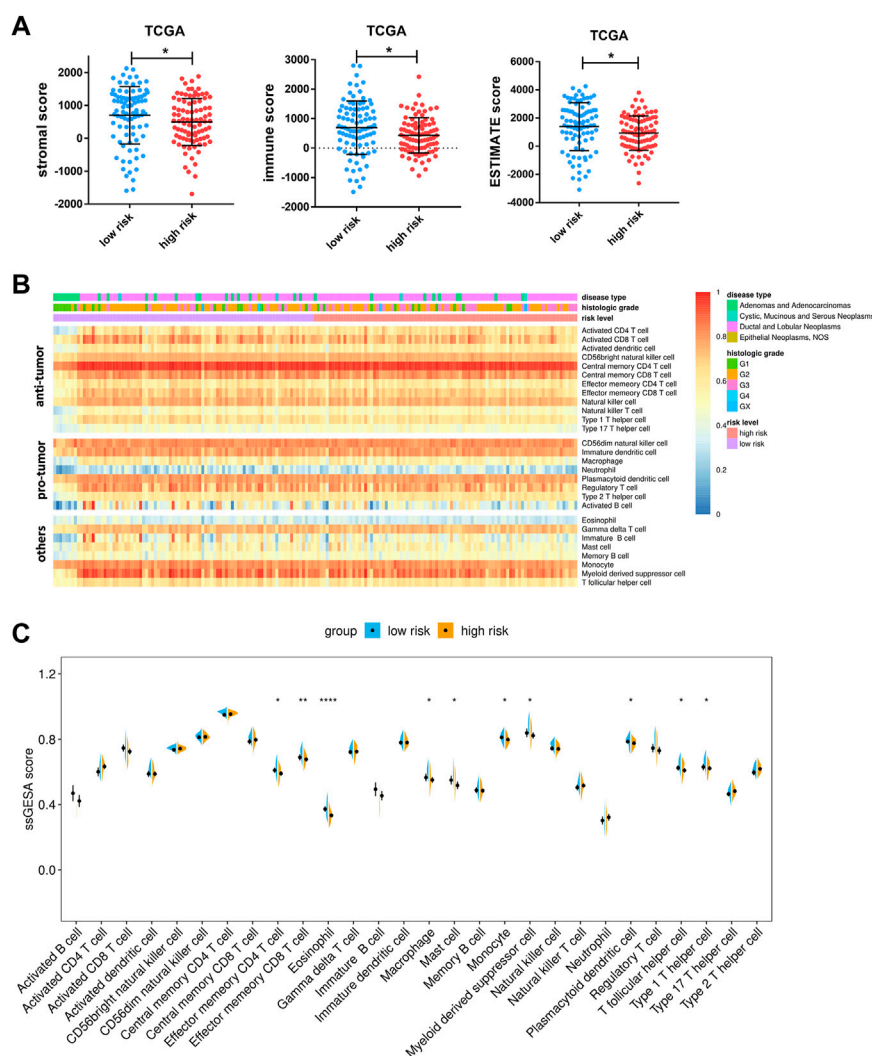 A
TCGA
*
stromal score
2000
1000
0
-1000
-2000
low risk
high risk
TCGA
*
immune score
3000
2000
1000
0
-1000
-2000
low risk
high risk
TCGA
*
ESTIMATE score
6000
4000
2000
0
-2000
-4000
low risk
high risk
B
disease type
histologic grade
risk level
anti-tumor
Activated CD4 T cell
Activated CD8 T cell
Activated dendritic cell
CD56bright natural killer cell
Central memory CD4 T cell
Central memory CD8 T cell
Effector memeory CD4 T cell
Effector memeory CD8 T cell
Natural killer cell
Natural killer T cell
Type 1 T helper cell
Type 17 T helper cell
pro-tumor
CD56dim natural killer cell
Immature dendritic cell
Macrophage
Neutrophil
Plasmacytoid dendritic cell
Regulatory T cell
Type 2 T helper cell
Activated B cell
others
Eosinophil
Gamma delta T cell
Immature  B cell
Mast cell
Memory B cell
Monocyte
Myeloid derived suppressor cell
T follicular helper cell
1
0.8
0.6
0.4
0.2
0
disease type
Adenomas and Adenocarcinomas
Cystic, Mucinous and Serous Neoplasms
Ductal and Lobular Neoplasms
Epithelial Neoplasms, NOS
histologic grade
G1
G2
G3
G4
GX
risk level
high risk
low risk
C
group low risk high risk
ssGESA score
1.2
0.8
0.4
0.0
* ** **** * * * * * * *
Activated B cell
Activated CD4 T cell
Activated CD8 T cell
Activated dendritic cell
CD56bright natural killer cell
CD56dim natural killer cell
Central memory CD4 T cell
Central memory CD8 T cell
Effector memeory CD4 T cell
Effector memeory CD8 T cell
Eosinophil
Gamma delta T cell
Immature  B cell
Immature dendritic cell
Macrophage
Mast cell
Memory B cell
Monocyte
Myeloid derived suppressor cell
Natural killer cell
Natural killer T cell
Neutrophil
Plasmacytoid dendritic cell
Regulatory T cell
T follicular helper cell
Type 1 T helper cell
Type 17 T helper cell
Type 2 T helper cell